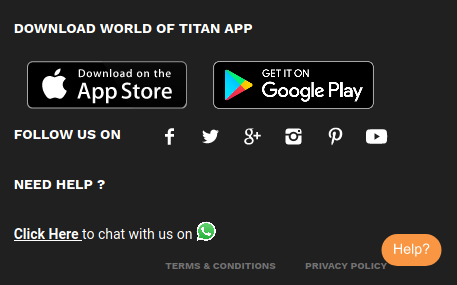 DOWNLOAD WORLD OF TITAN APP
Download on the
App Store
GET IT ON
Google Play
FOLLOW US ON
NEED HELP ?
Click Here to chat with us on
Help?
TERMS & CONDITIONS PRIVACY POLICY